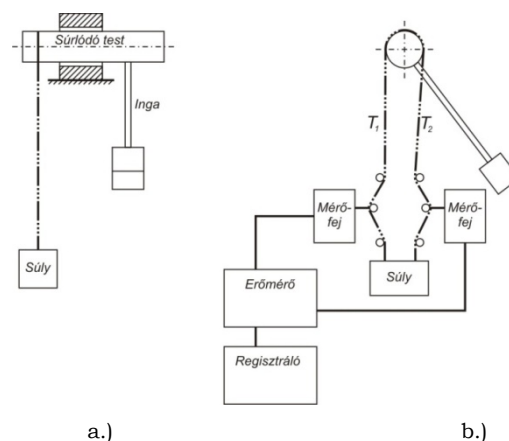 Súrlódó test
Inga
Súly
T₁
T₂
Mérő-
fej
Mérő-
fej
Súly
Erőmérő
Regisztráló
a.)
b.)